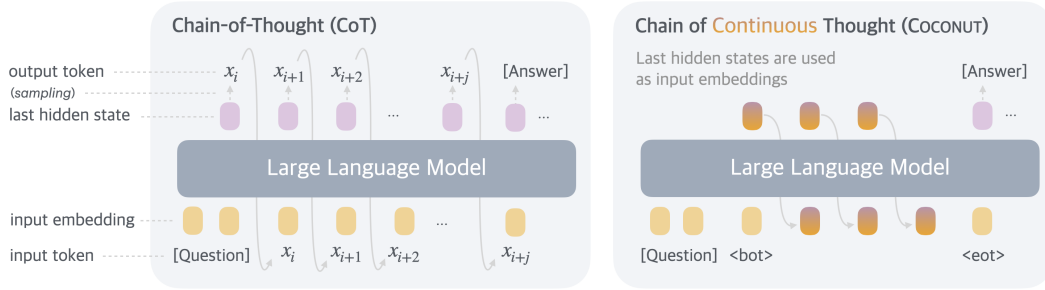 Chain-of-Thought (CoT)
output token
x_i
x_{i+1}
x_{i+2}
x_{i+j}
[Answer]
(sampling)
last hidden state
...
...
Large Language Model
input embedding
...
input token
[Question]
x_i
x_{i+1}
x_{i+2}
x_{i+j}
Chain of Continuous Thought (COCONUT)
Last hidden states are used
as input embeddings
[Answer]
...
Large Language Model
[Question]
<bot>
<eot>